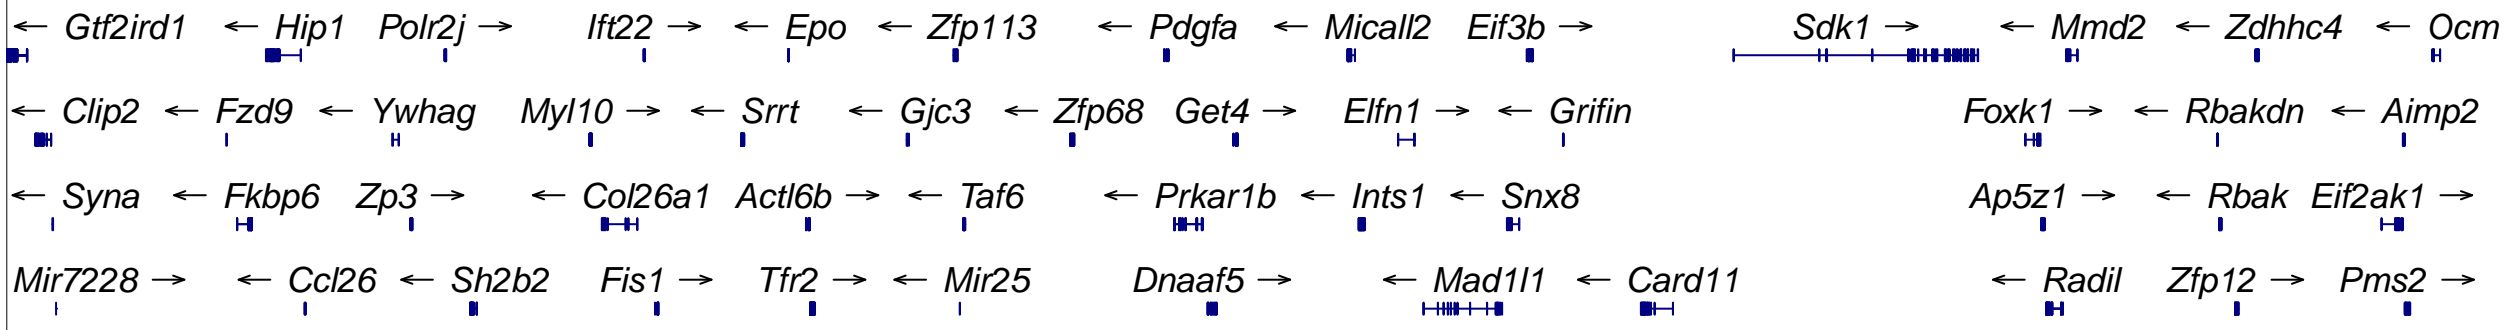 ← Gtf2ird1 ← Hip1 Polr2j → Ift22 → ← Epo ← Zfp113 ← Pdgfa ← Micall2 Eif3b → Sdk1 → ← Mmd2 ← Zdhhc4 ← Ocm
← Clip2 ← Fzd9 ← Ywhag Myl10 → ← Srrt ← Gjc3 ← Zfp68 Get4 → Elfn1 → ← Grifin Foxk1 → ← Rbakdn ← Aimp2
← Syna ← Fkbp6 Zp3 → ← Col26a1 Actl6b → ← Taf6 ← Prkar1b ← Ints1 ← Snx8 Ap5z1 → ← Rbak Eif2ak1 →
Mir7228 → ← Ccl26 ← Sh2b2 Fis1 → Tfr2 → ← Mir25 Dnaaf5 → ← Mad1l1 ← Card11 ← Radil Zfp12 → Pms2 →